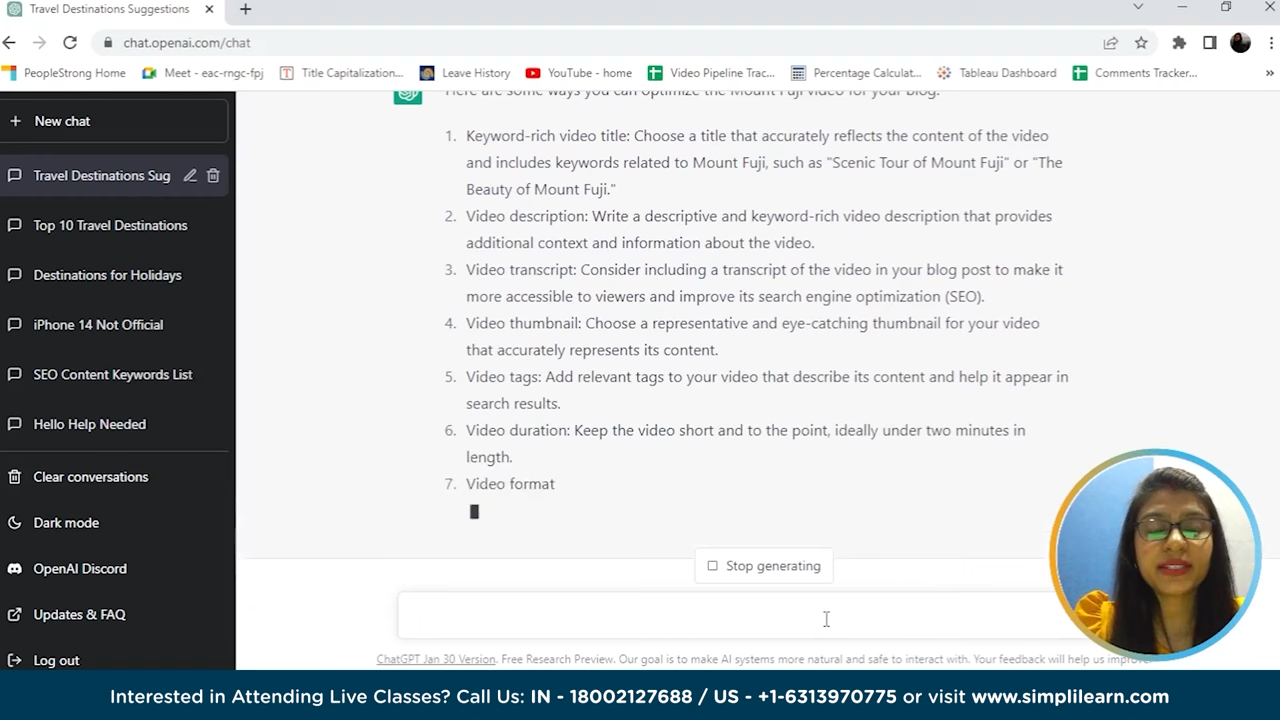 Travel Destinations Suggestions
chat.openai.com/chat
PeopleStrong Home
Meet - eac-rngc-fpj
Title Capitalization...
Leave History
YouTube - home
Video Pipeline Trac...
Percentage Calculat...
Tableau Dashboard
Comments Tracker...
New chat
Travel Destinations Sug
Top 10 Travel Destinations
Destinations for Holidays
iPhone 14 Not Official
SEO Content Keywords List
Hello Help Needed
Clear conversations
Dark mode
OpenAI Discord
Updates & FAQ
Log out
Here are some ways you can optimize the Mount Fuji video for your blog:
1. Keyword-rich video title: Choose a title that accurately reflects the content of the video
and includes keywords related to Mount Fuji, such as "Scenic Tour of Mount Fuji" or "The
Beauty of Mount Fuji."
2. Video description: Write a descriptive and keyword-rich video description that provides
additional context and information about the video.
3. Video transcript: Consider including a transcript of the video in your blog post to make it
more accessible to viewers and improve its search engine optimization (SEO).
4. Video thumbnail: Choose a representative and eye-catching thumbnail for your video
that accurately represents its content.
5. Video tags: Add relevant tags to your video that describe its content and help it appear in
search results.
6. Video duration: Keep the video short and to the point, ideally under two minutes in
length.
7. Video format
Stop generating
ChatGPT Jan 30 Version. Free Research Preview. Our goal is to make AI systems more natural and safe to interact with. Your feedback will help us improve.
Interested in Attending Live Classes? Call Us: IN - 18002127688 / US - +1-6313970775 or visit www.simplilearn.com